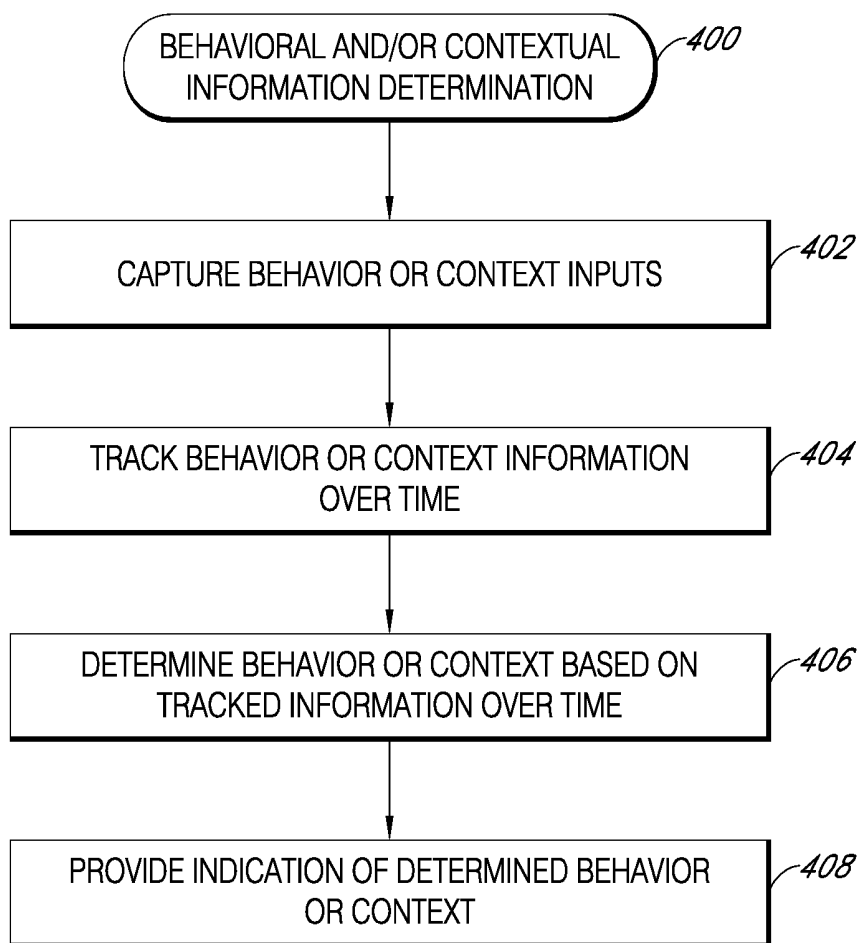 BEHAVIORAL AND/OR CONTEXTUAL
INFORMATION DETERMINATION
400
CAPTURE BEHAVIOR OR CONTEXT INPUTS
402
TRACK BEHAVIOR OR CONTEXT INFORMATION
OVER TIME
404
DETERMINE BEHAVIOR OR CONTEXT BASED ON
TRACKED INFORMATION OVER TIME
406
PROVIDE INDICATION OF DETERMINED BEHAVIOR
OR CONTEXT
408